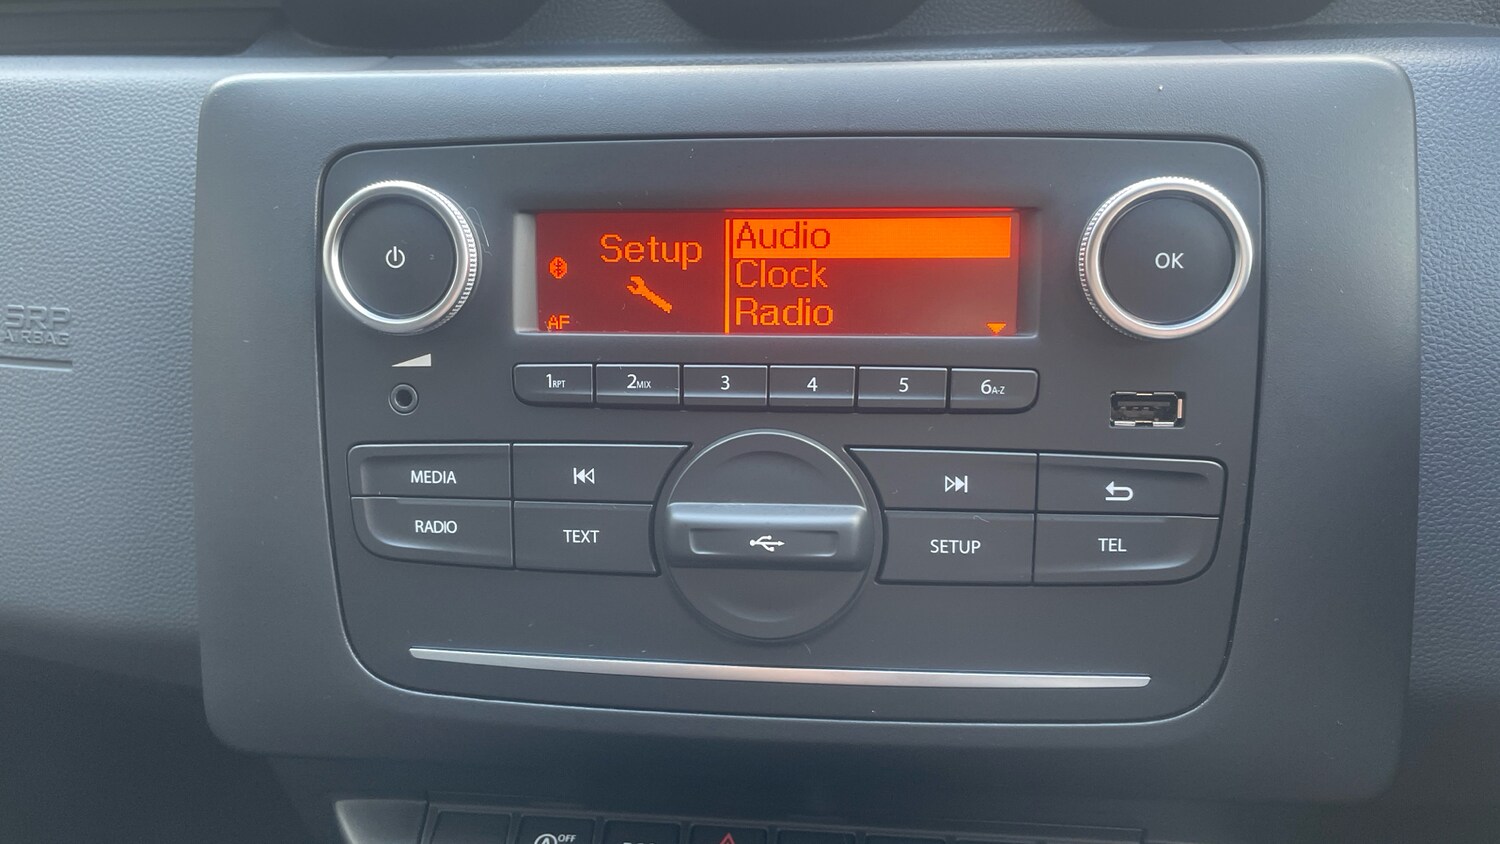 Setup
AF
Audio
Clock
Radio
OK
SRP
AIRBAG
1RPT
2MIX
3
4
5
6A-Z
MEDIA
RADIO
TEXT
SETUP
TEL
A OFF